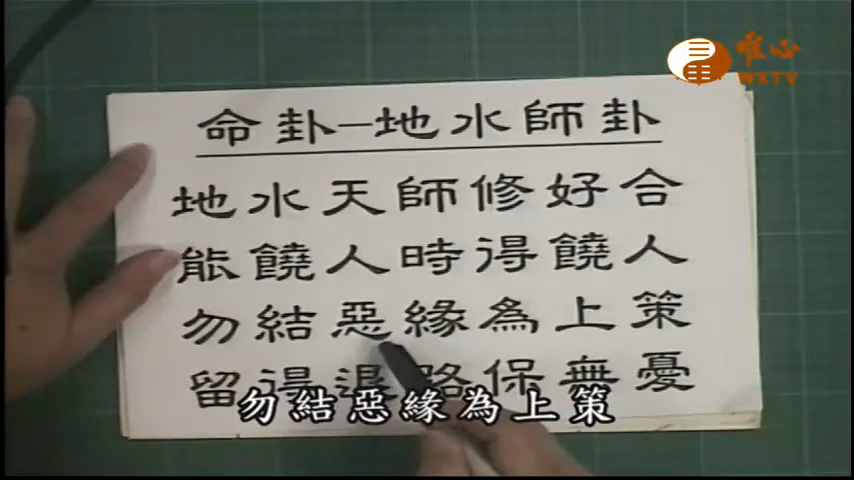 唯心
WXTV
命卦—地水師卦
地水天師修好合
能饒人時得饒人
勿結惡緣為上策
留得退路保無憂
勿結惡緣為上策